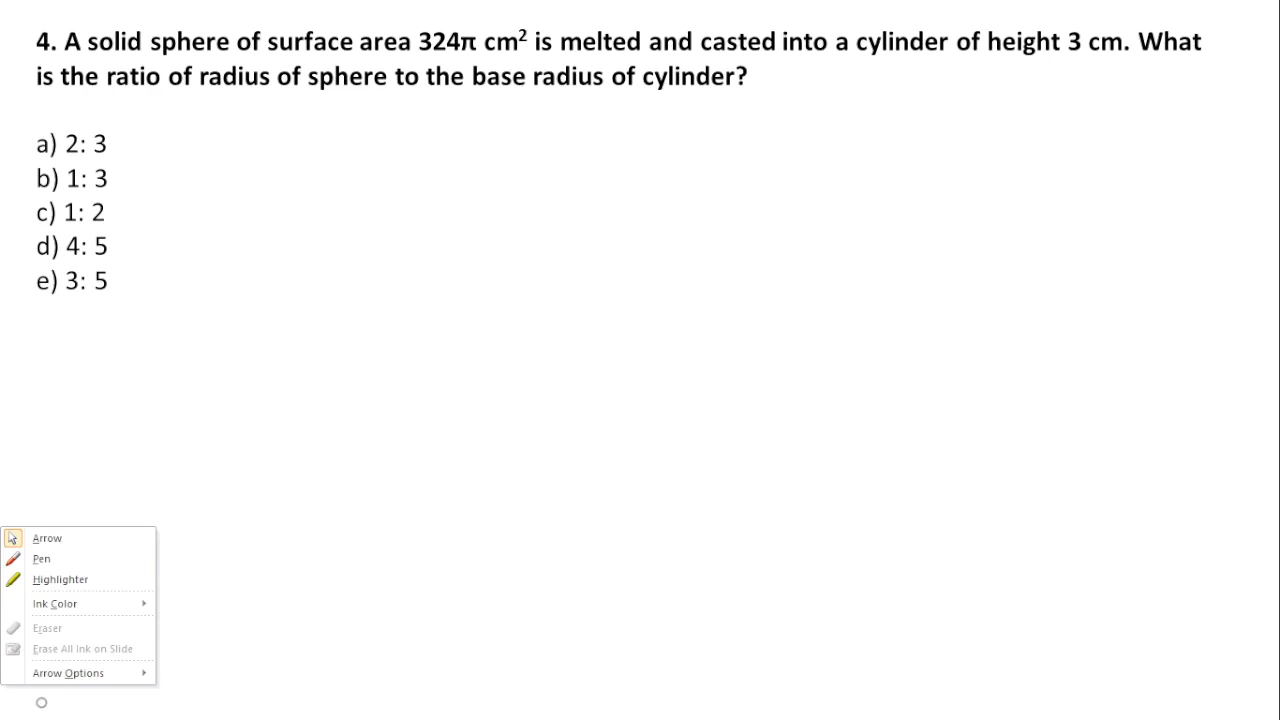 4. A solid sphere of surface area 324π cm² is melted and casted into a cylinder of height 3 cm. What
is the ratio of radius of sphere to the base radius of cylinder?
a) 2: 3
b) 1: 3
c) 1: 2
d) 4: 5
e) 3: 5
Arrow
Pen
Highlighter
Ink Color
Eraser
Erase All Ink on Slide
Arrow Options